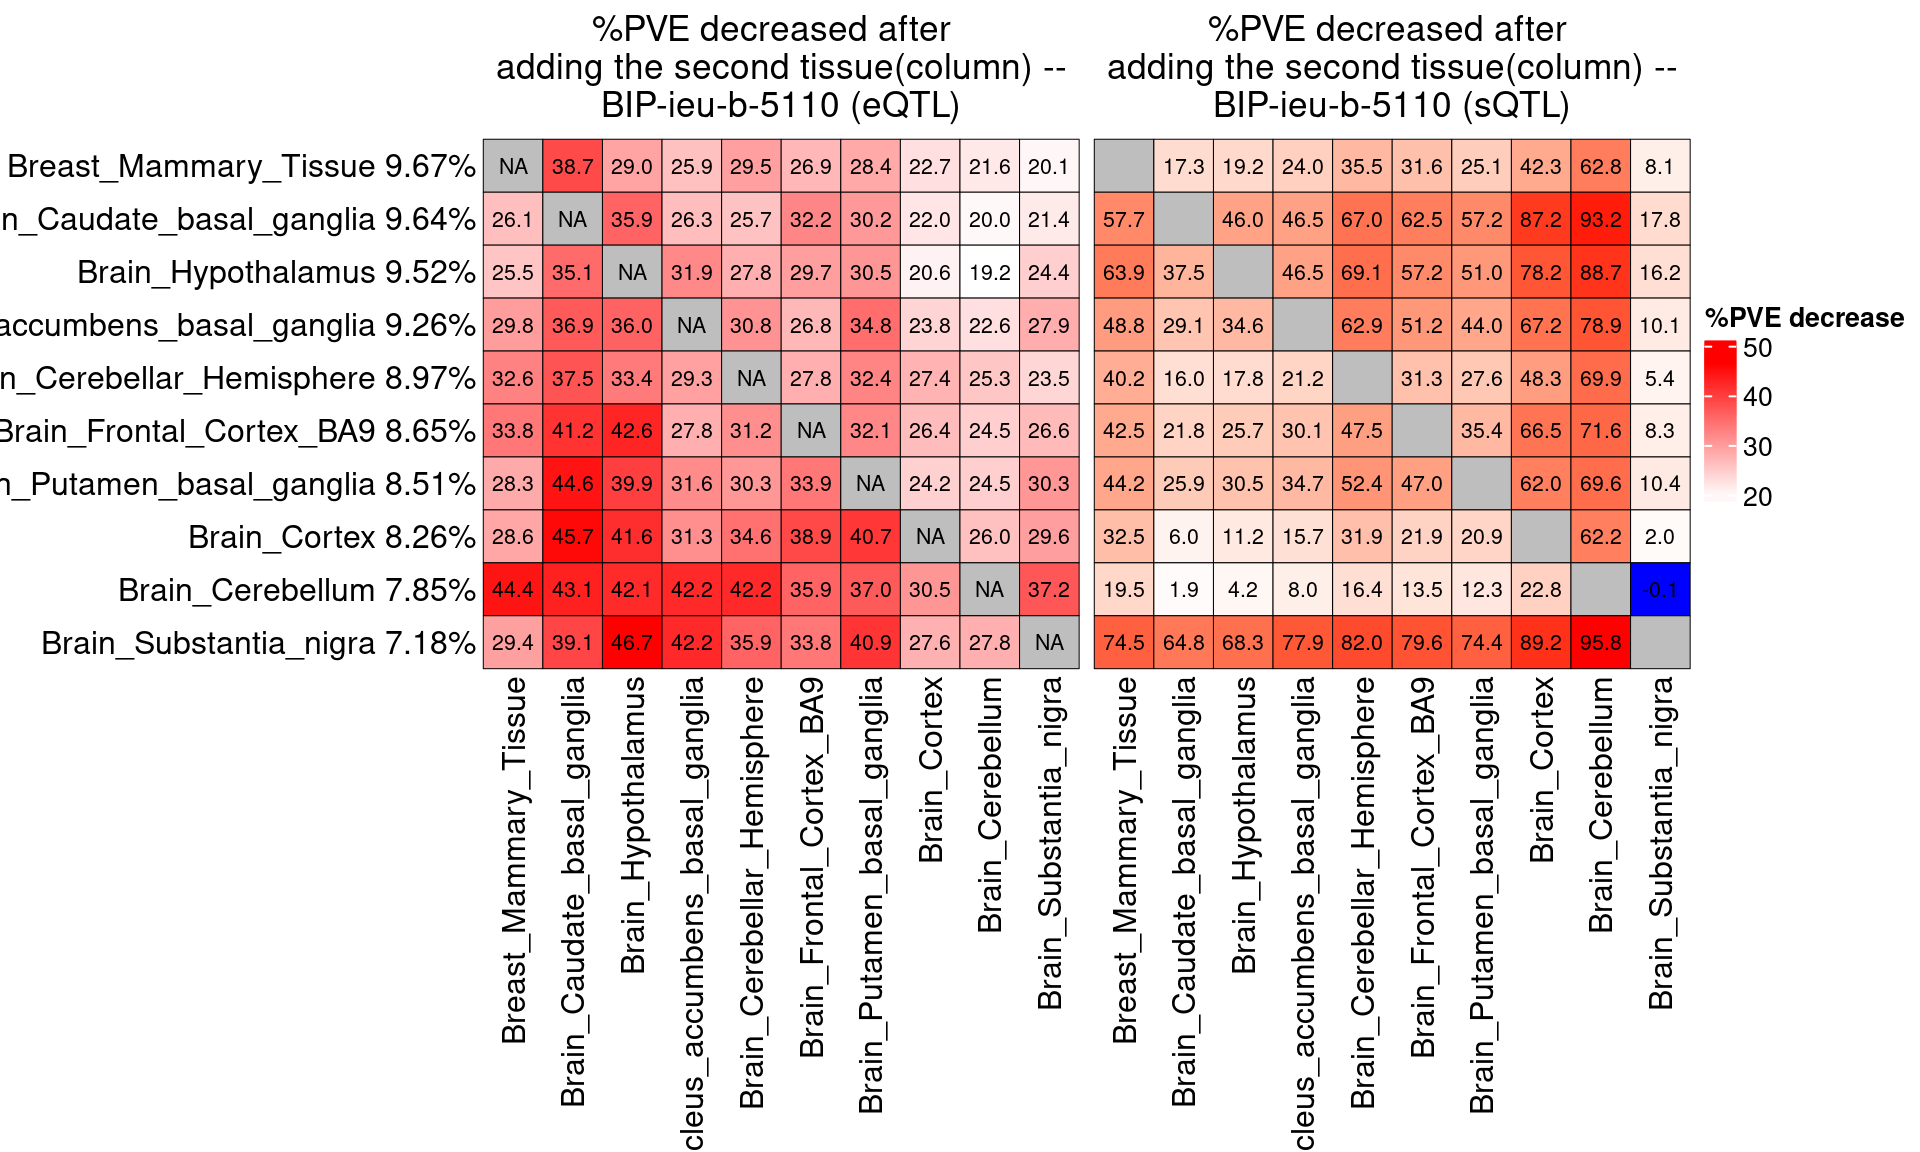 %PVE decreased after
adding the second tissue(column) --
BIP-ieu-b-5110 (eQTL)
%PVE decreased after
adding the second tissue(column) --
BIP-ieu-b-5110 (sQTL)
Breast_Mammary_Tissue 9.67% NA 38.7 29.0 25.9 29.5 26.9 28.4 22.7 21.6 20.1 17.3 19.2 24.0 35.5 31.6 25.1 42.3 62.8 8.1
n_Caudate_basal_ganglia 9.64% 26.1 NA 35.9 26.3 25.7 32.2 30.2 22.0 20.0 21.4 57.7 46.0 46.5 67.0 62.5 57.2 87.2 93.2 17.8
Brain_Hypothalamus 9.52% 25.5 35.1 NA 31.9 27.8 29.7 30.5 20.6 19.2 24.4 63.9 37.5 46.5 69.1 57.2 51.0 78.2 88.7 16.2
accumbens_basal_ganglia 9.26% 29.8 36.9 36.0 NA 30.8 26.8 34.8 23.8 22.6 27.9 48.8 29.1 34.6 62.9 51.2 44.0 67.2 78.9 10.1
n_Cerebellar_Hemisphere 8.97% 32.6 37.5 33.4 29.3 NA 27.8 32.4 27.4 25.3 23.5 40.2 16.0 17.8 21.2 31.3 27.6 48.3 69.9 5.4
Brain_Frontal_Cortex_BA9 8.65% 33.8 41.2 42.6 27.8 31.2 NA 32.1 26.4 24.5 26.6 42.5 21.8 25.7 30.1 47.5 35.4 66.5 71.6 8.3
n_Putamen_basal_ganglia 8.51% 28.3 44.6 39.9 31.6 30.3 33.9 NA 24.2 24.5 30.3 44.2 25.9 30.5 34.7 52.4 47.0 62.0 69.6 10.4
Brain_Cortex 8.26% 28.6 45.7 41.6 31.3 34.6 38.9 40.7 NA 26.0 29.6 32.5 6.0 11.2 15.7 31.9 21.9 20.9 62.2 2.0
Brain_Cerebellum 7.85% 44.4 43.1 42.1 42.2 42.2 35.9 37.0 30.5 NA 37.2 19.5 1.9 4.2 8.0 16.4 13.5 12.3 22.8 -0.1
Brain_Substantia_nigra 7.18% 29.4 39.1 46.7 42.2 35.9 33.8 40.9 27.6 27.8 NA 74.5 64.8 68.3 77.9 82.0 79.6 74.4 89.2 95.8
Breast_Mammary_Tissue
Brain_Caudate_basal_ganglia
Brain_Hypothalamus
cleus_accumbens_basal_ganglia
Brain_Cerebellar_Hemisphere
Brain_Frontal_Cortex_BA9
Brain_Putamen_basal_ganglia
Brain_Cortex
Brain_Cerebellum
Brain_Substantia_nigra
Breast_Mammary_Tissue
Brain_Caudate_basal_ganglia
Brain_Hypothalamus
cleus_accumbens_basal_ganglia
Brain_Cerebellar_Hemisphere
Brain_Frontal_Cortex_BA9
Brain_Putamen_basal_ganglia
Brain_Cortex
Brain_Cerebellum
Brain_Substantia_nigra
%PVE decrease
50
40
30
20